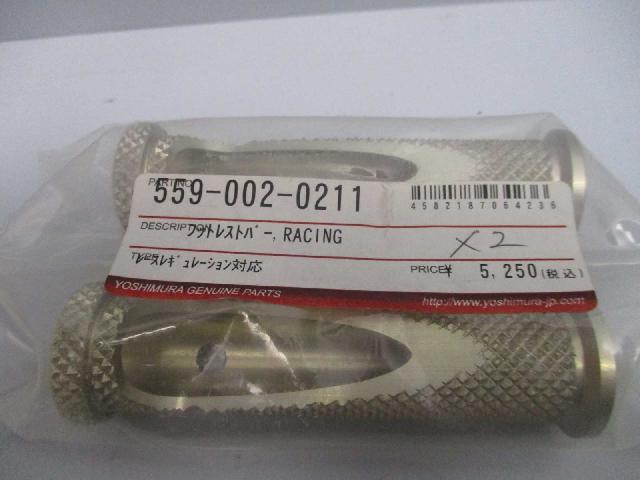 PART NO.
559-002-0211
4582187064236
DESCRIPTION
フットレストバー, RACING
X2
TYPE
レースレギュレーション対応
PRICE¥ 5,250(税込)
YOSHIMURA GENUINE PARTS
http://www.yoshimura-jp.com